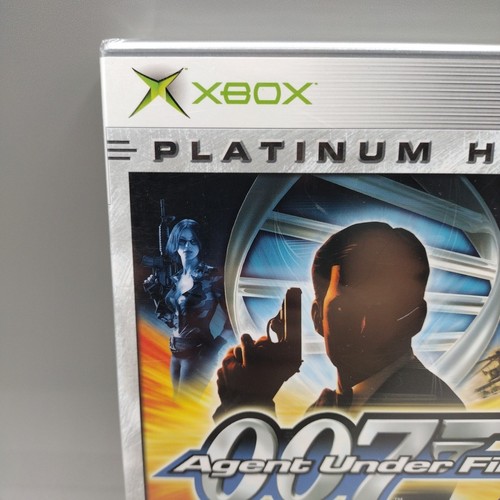 XBOX
PLATINUM H
007
Agent Under Fi